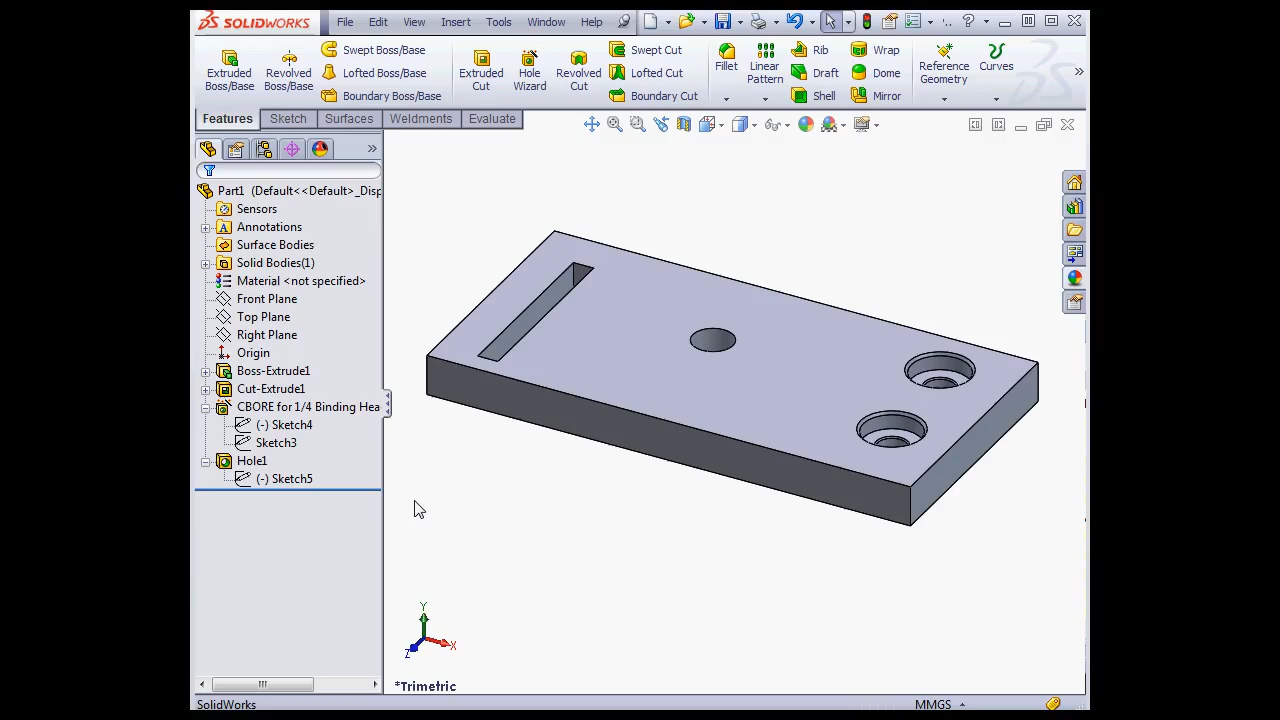 SOLIDWORKS File Edit View Insert Tools Window Help
Extruded Boss/Base
Revolved Boss/Base
Swept Boss/Base
Lofted Boss/Base
Boundary Boss/Base
Extruded Cut
Hole Wizard
Revolved Cut
Swept Cut
Lofted Cut
Boundary Cut
Fillet
Linear Pattern
Rib
Draft
Shell
Wrap
Dome
Mirror
Reference Geometry
Curves
Features Sketch Surfaces Weldments Evaluate
Part1 (Default<<Default>_Disp
Sensors
Annotations
Surface Bodies
Solid Bodies(1)
Material <not specified>
Front Plane
Top Plane
Right Plane
Origin
Boss-Extrude1
Cut-Extrude1
CBORE for 1/4 Binding Hea
(-) Sketch4
Sketch3
Hole1
(-) Sketch5
Y
X
Z
*Trimetric
SolidWorks MMGS